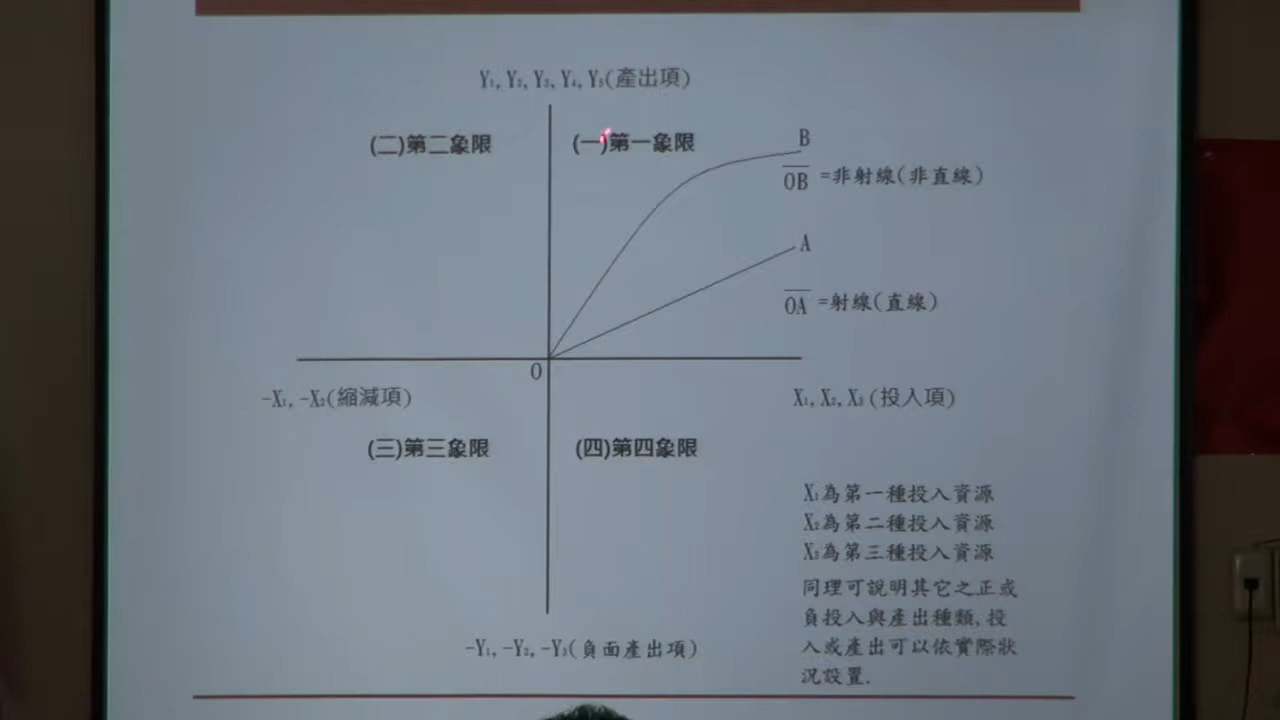 Y₁, Y₂, Y₃, Y₄, Y₅(產出項)
(二)第二象限
(一)第一象限
B
OB =非射線(非直線)
A
OA =射線(直線)
O
-X₁, -X₂(縮減項)
X₁, X₂, X₃ (投入項)
(三)第三象限
(四)第四象限
X₁為第一種投入資源
X₂為第二種投入資源
X₃為第三種投入資源
同理可說明其它之正或
負投入與產出種類,投
入或產出可以依實際狀
況設置.
-Y₁, -Y₂, -Y₃(負面產出項)